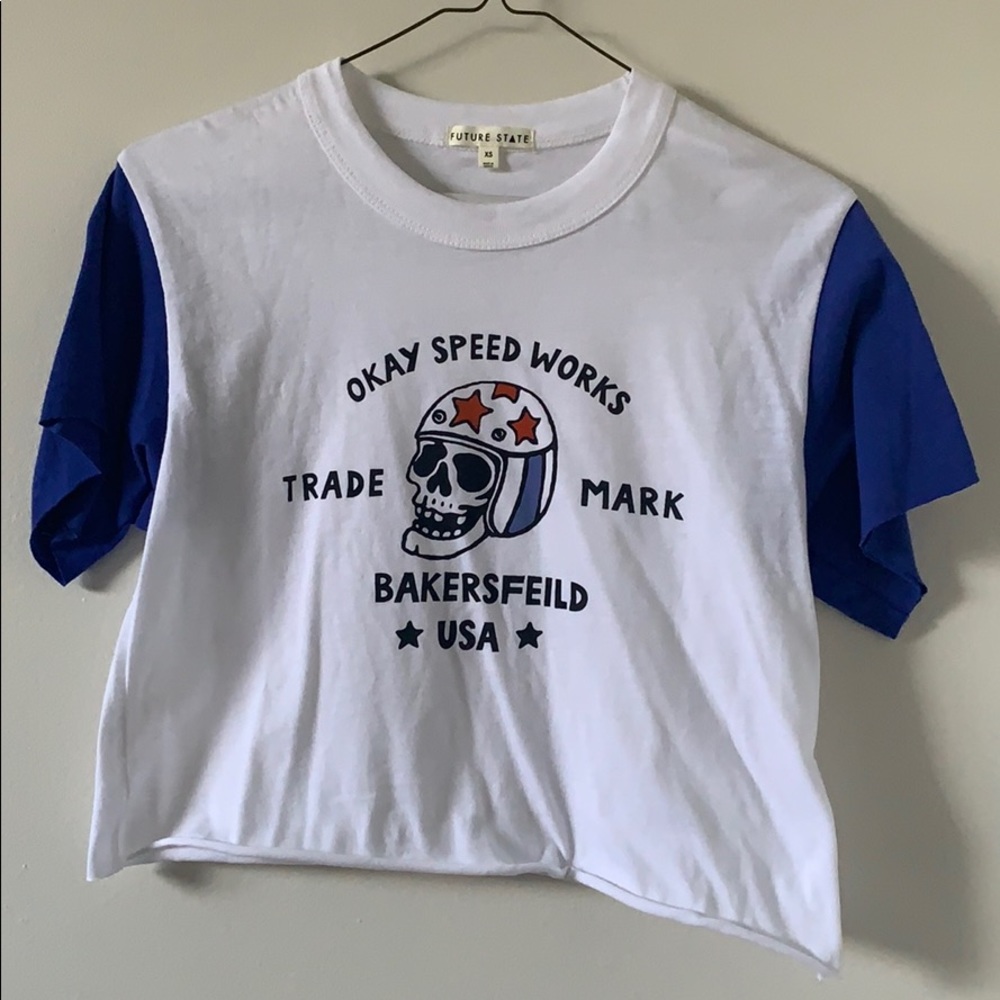 FUTURE STATE
XS
OKAY SPEED WORKS
TRADE MARK
BAKERSFEILD
★ USA ★